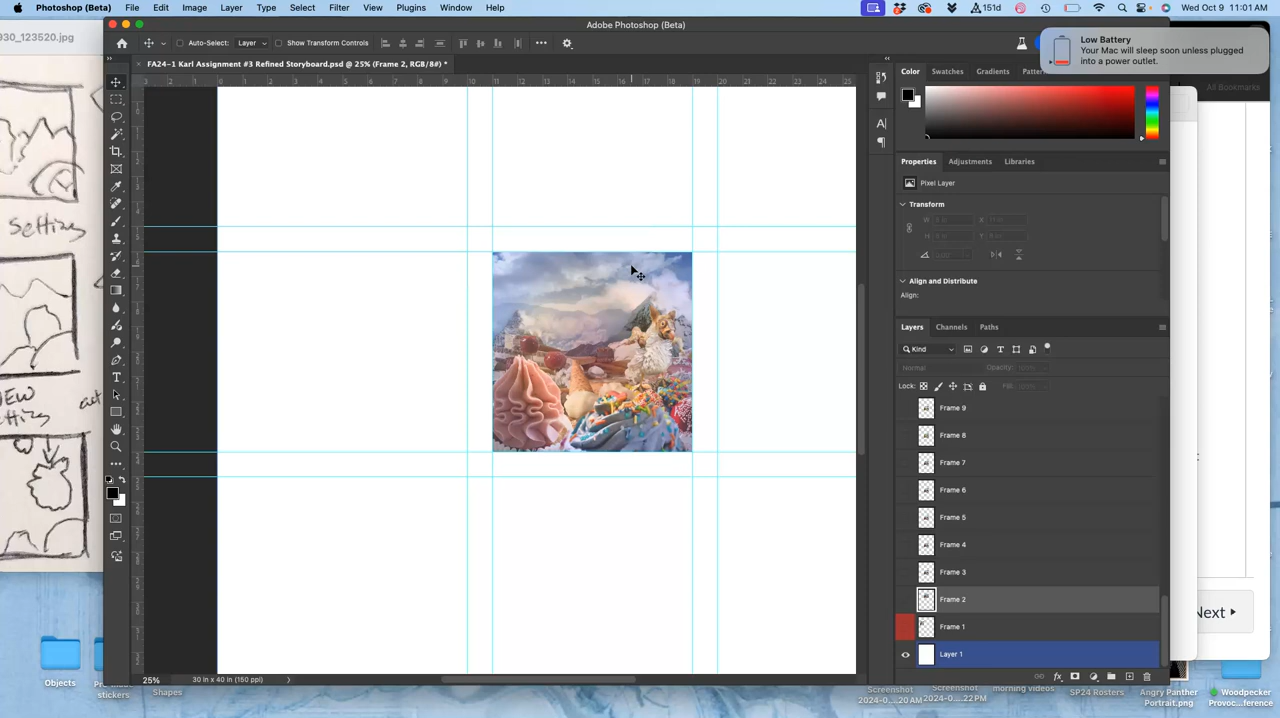 Photoshop (Beta) File Edit Image Layer Type Select Filter View Plugins Window Help
151d
Wed Oct 9 11:01 AM
930_123520.jpg
Adobe Photoshop (Beta)
Low Battery
Your Mac will sleep soon unless plugged
into a power outlet.
Auto-Select: Layer Show Transform Controls
FA24-1 Karl Assignment #3 Refined Storyboard.psd @ 25% (Frame 2, RGB/8#) *
Color Swatches Gradients
All Bookmarks
Properties Adjustments Libraries
Pixel Layer
Transform
W
X
H
Y
Align and Distribute
Align:
Layers Channels Paths
Kind
Normal Opacity: 100%
Lock: Fill: 100%
Frame 9
Frame 8
Frame 7
Frame 6
Frame 5
Frame 4
Frame 3
Frame 2
Frame 1
Layer 1
Setting
25% 30 in x 40 in (150 ppi)
Next
Objects
stickers
Shapes
Screenshot
2024-0....20AM
Screenshot
2024-0....22PM
morning videos
SP24 Rosters
Angry Panther
Portrait.png
Woodpecker
Provoc...ference